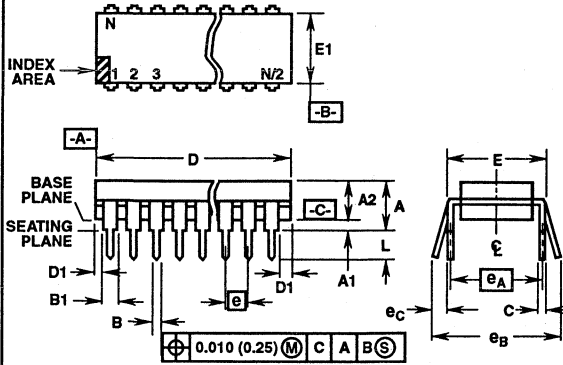 N
E1
INDEX
AREA
1 2 3 N/2
-B-
-A-
D
E
BASE
PLANE
A2 A
-C-
SEATING
PLANE
L
℄
D1
A1
D1
B1
e
eA
eC
C
B
eB
⌖ 0.010 (0.25) Ⓜ C A B Ⓢ